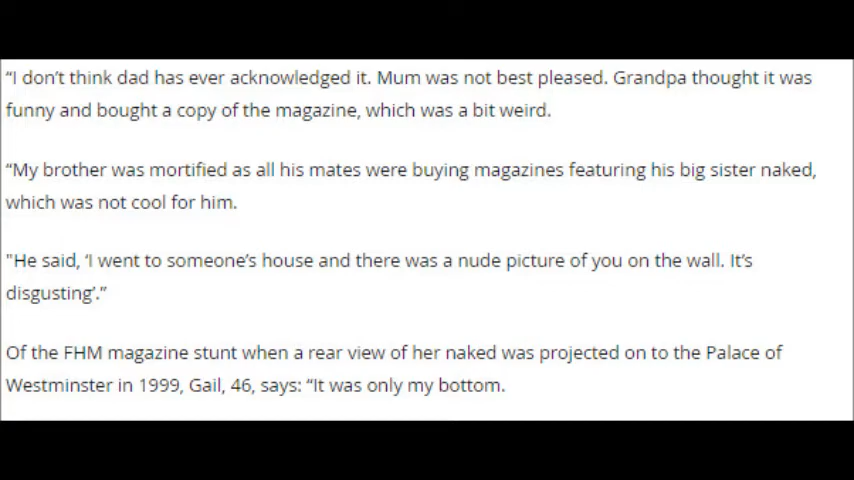 “I don’t think dad has ever acknowledged it. Mum was not best pleased. Grandpa thought it was
funny and bought a copy of the magazine, which was a bit weird.
“My brother was mortified as all his mates were buying magazines featuring his big sister naked,
which was not cool for him.
"He said, ‘I went to someone’s house and there was a nude picture of you on the wall. It’s
disgusting’.”
Of the FHM magazine stunt when a rear view of her naked was projected on to the Palace of
Westminster in 1999, Gail, 46, says: “It was only my bottom.